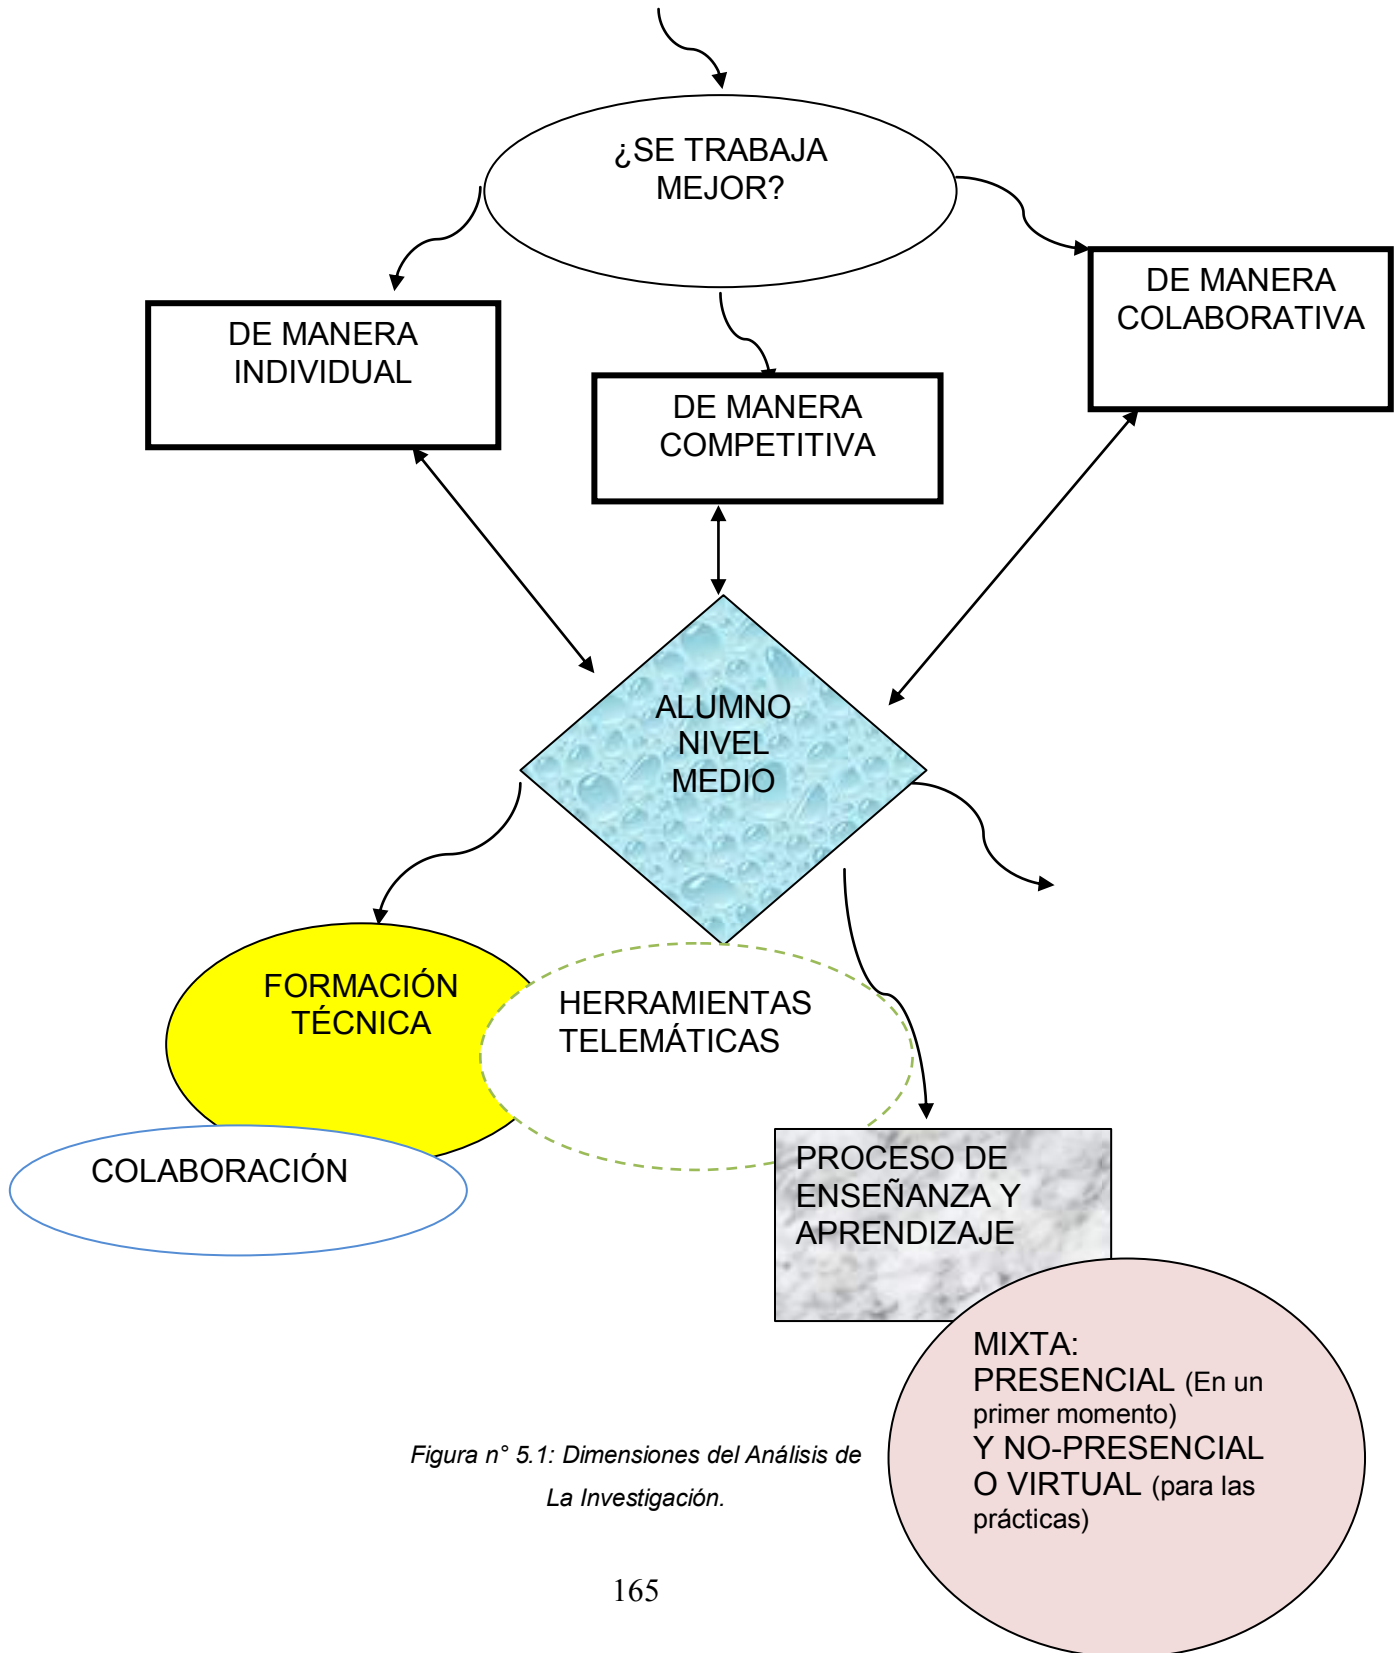 ¿SE TRABAJA
MEJOR?
DE MANERA
INDIVIDUAL
DE MANERA
COMPETITIVA
DE MANERA
COLABORATIVA
ALUMNO
NIVEL
MEDIO
FORMACIÓN
TÉCNICA
HERRAMIENTAS
TELEMÁTICAS
COLABORACIÓN
PROCESO DE
ENSEÑANZA Y
APRENDIZAJE
MIXTA:
PRESENCIAL (En un
primer momento)
Y NO-PRESENCIAL
O VIRTUAL (para las
prácticas)
Figura n° 5.1: Dimensiones del Análisis de
La Investigación.
165